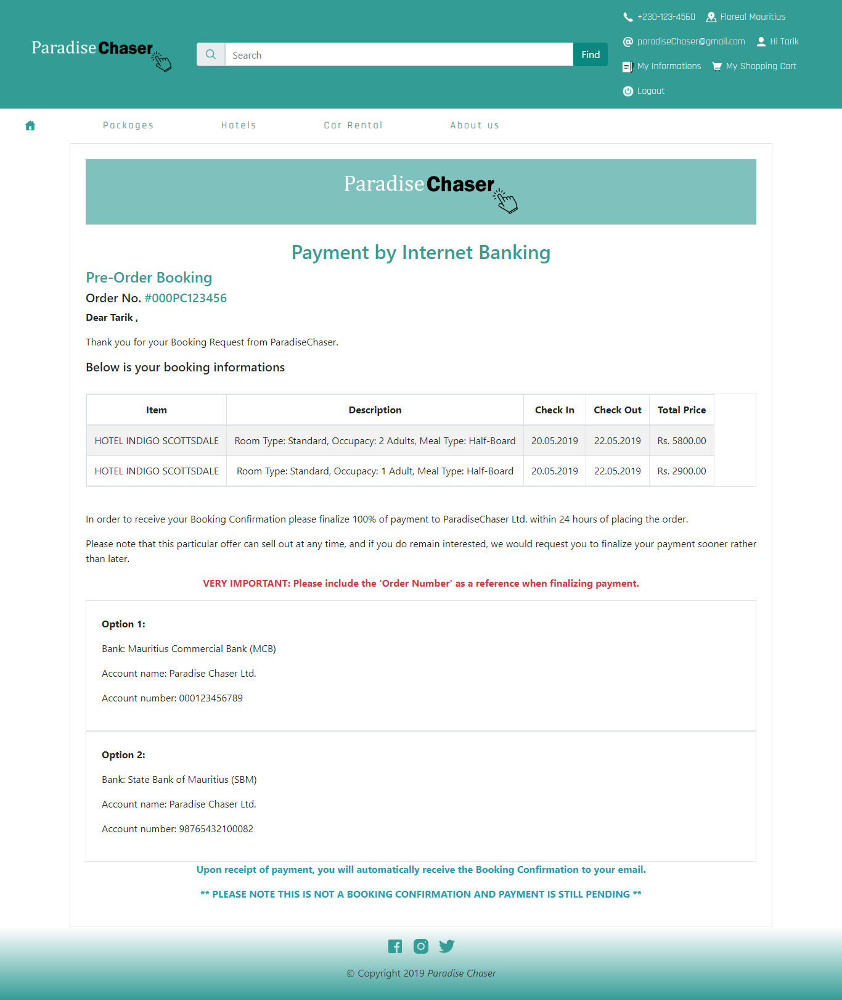 +230-123-4560 Floreal Mauritius
ParadiseChaser
Search
Find
paradiseChaser@gmail.com Hi Tarik
My Informations My Shopping Cart
Logout
Packages Hotels Car Rental About us
ParadiseChaser
Payment by Internet Banking
Pre-Order Booking
Order No. #000PC123456
Dear Tarik ,
Thank you for your Booking Request from ParadiseChaser.
Below is your booking informations
Item Description Check In Check Out Total Price
HOTEL INDIGO SCOTTSDALE Room Type: Standard, Occupacy: 2 Adults, Meal Type: Half-Board 20.05.2019 22.05.2019 Rs. 5800.00
HOTEL INDIGO SCOTTSDALE Room Type: Standard, Occupacy: 1 Adult, Meal Type: Half-Board 20.05.2019 22.05.2019 Rs. 2900.00
In order to receive your Booking Confirmation please finalize 100% of payment to ParadiseChaser Ltd. within 24 hours of placing the order.
Please note that this particular offer can sell out at any time, and if you do remain interested, we would request you to finalize your payment sooner rather
than later.
VERY IMPORTANT: Please include the 'Order Number' as a reference when finalizing payment.
Option 1:
Bank: Mauritius Commercial Bank (MCB)
Account name: Paradise Chaser Ltd.
Account number: 000123456789
Option 2:
Bank: State Bank of Mauritius (SBM)
Account name: Paradise Chaser Ltd.
Account number: 98765432100082
Upon receipt of payment, you will automatically receive the Booking Confirmation to your email.
** PLEASE NOTE THIS IS NOT A BOOKING CONFIRMATION AND PAYMENT IS STILL PENDING **
© Copyright 2019 Paradise Chaser